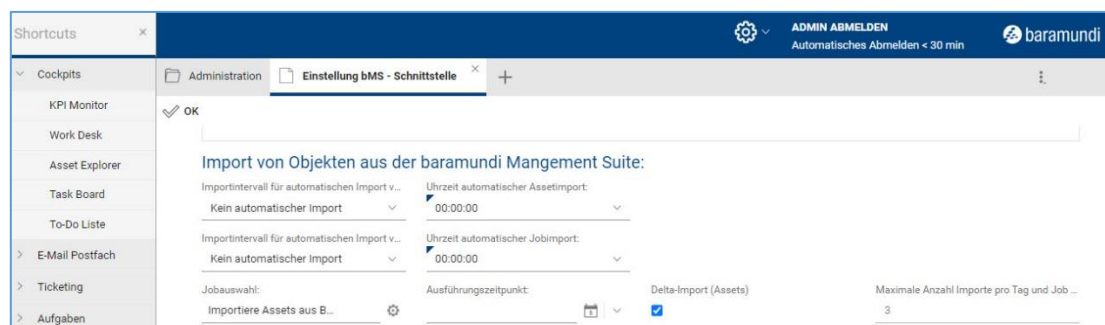 Shortcuts ×
ADMIN ABMELDEN
Automatisches Abmelden < 30 min
baramundi
Cockpits
Administration
Einstellung bMS - Schnittstelle ×
KPI Monitor
OK
Work Desk
Asset Explorer
Import von Objekten aus der baramundi Mangement Suite:
Task Board
Importintervall für automatischen Import v...
Uhrzeit automatischer Assetimport:
Kein automatischer Import
00:00:00
To-Do Liste
Importintervall für automatischen Import v...
Uhrzeit automatischer Jobimport:
E-Mail Postfach
Kein automatischer Import
00:00:00
Ticketing
Jobauswahl:
Ausführungszeitpunkt:
Delta-Import (Assets)
Maximale Anzahl Importe pro Tag und Job ...
Aufgaben
Importiere Assets aus B...
3